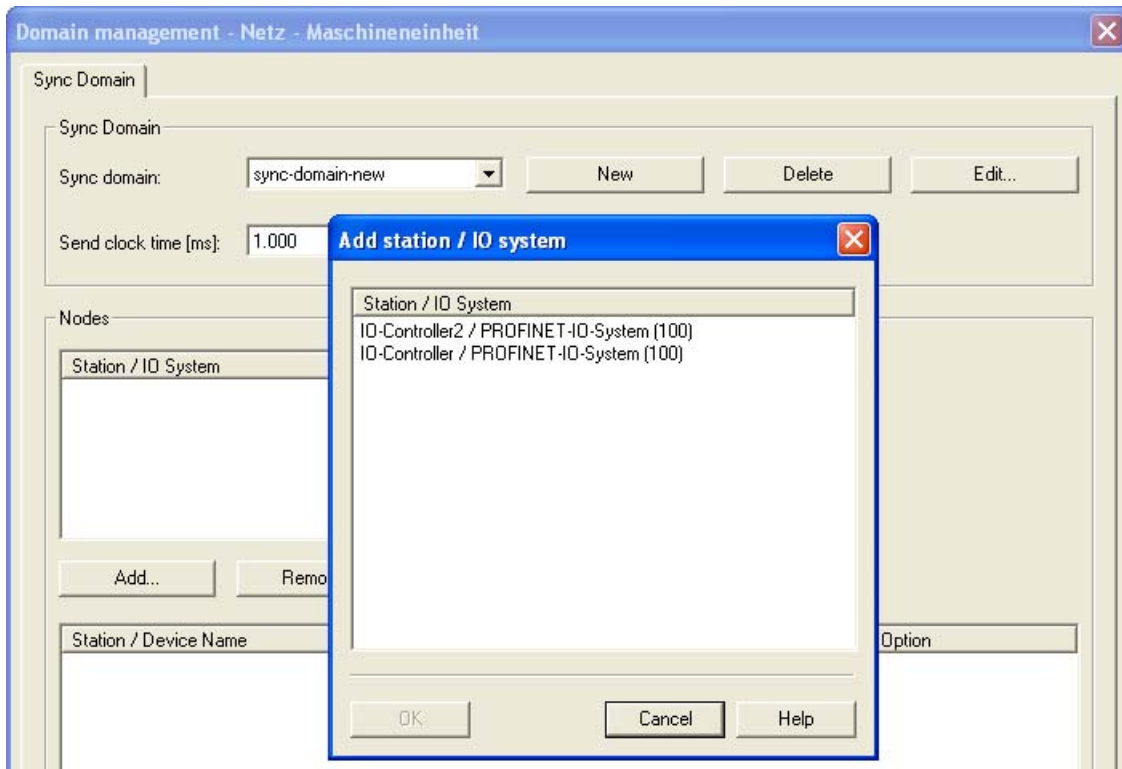 Domain management - Netz - Maschineneinheit
Sync Domain
Sync Domain
Sync domain: sync-domain-new New Delete Edit...
Send clock time [ms]: 1.000
Add station / IO system
Station / IO System
IO-Controller2 / PROFINET-IO-System (100)
IO-Controller / PROFINET-IO-System (100)
OK Cancel Help
Nodes
Station / IO System
Add... Remo
Station / Device Name Option